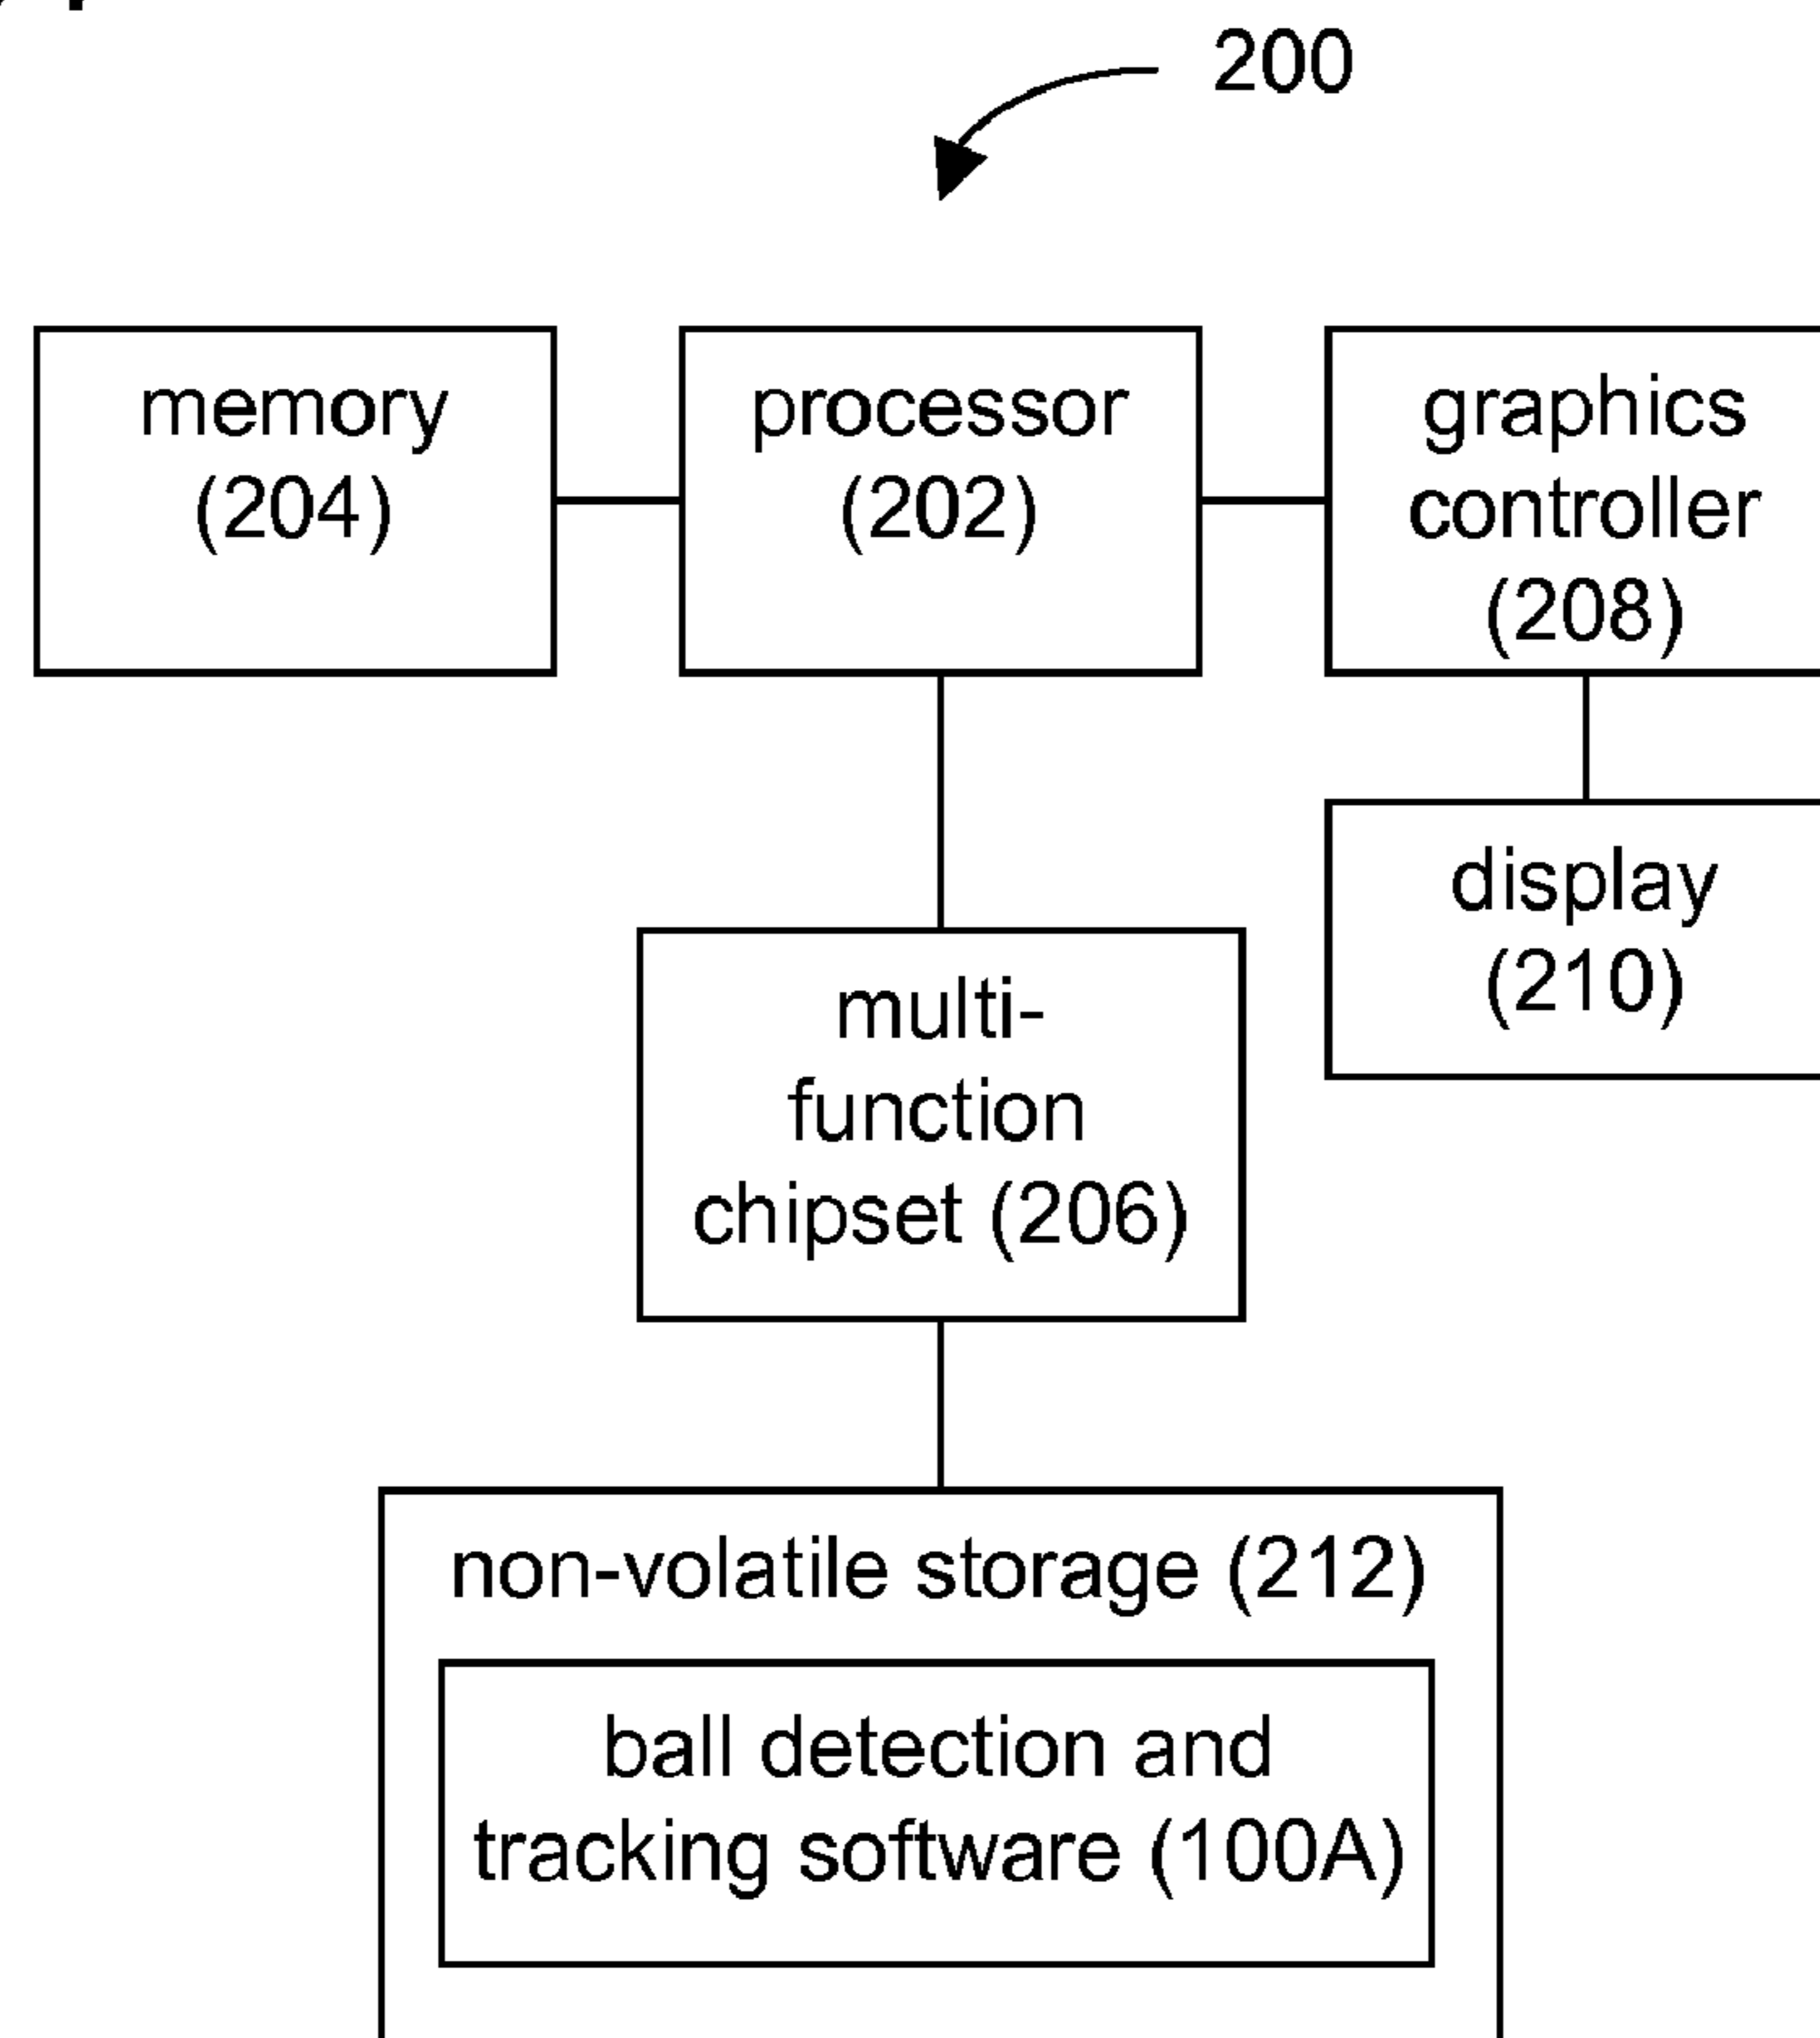 200
memory
(204)
processor
(202)
graphics
controller
(208)
display
(210)
multi-
function
chipset (206)
non-volatile storage (212)
ball detection and
tracking software (100A)